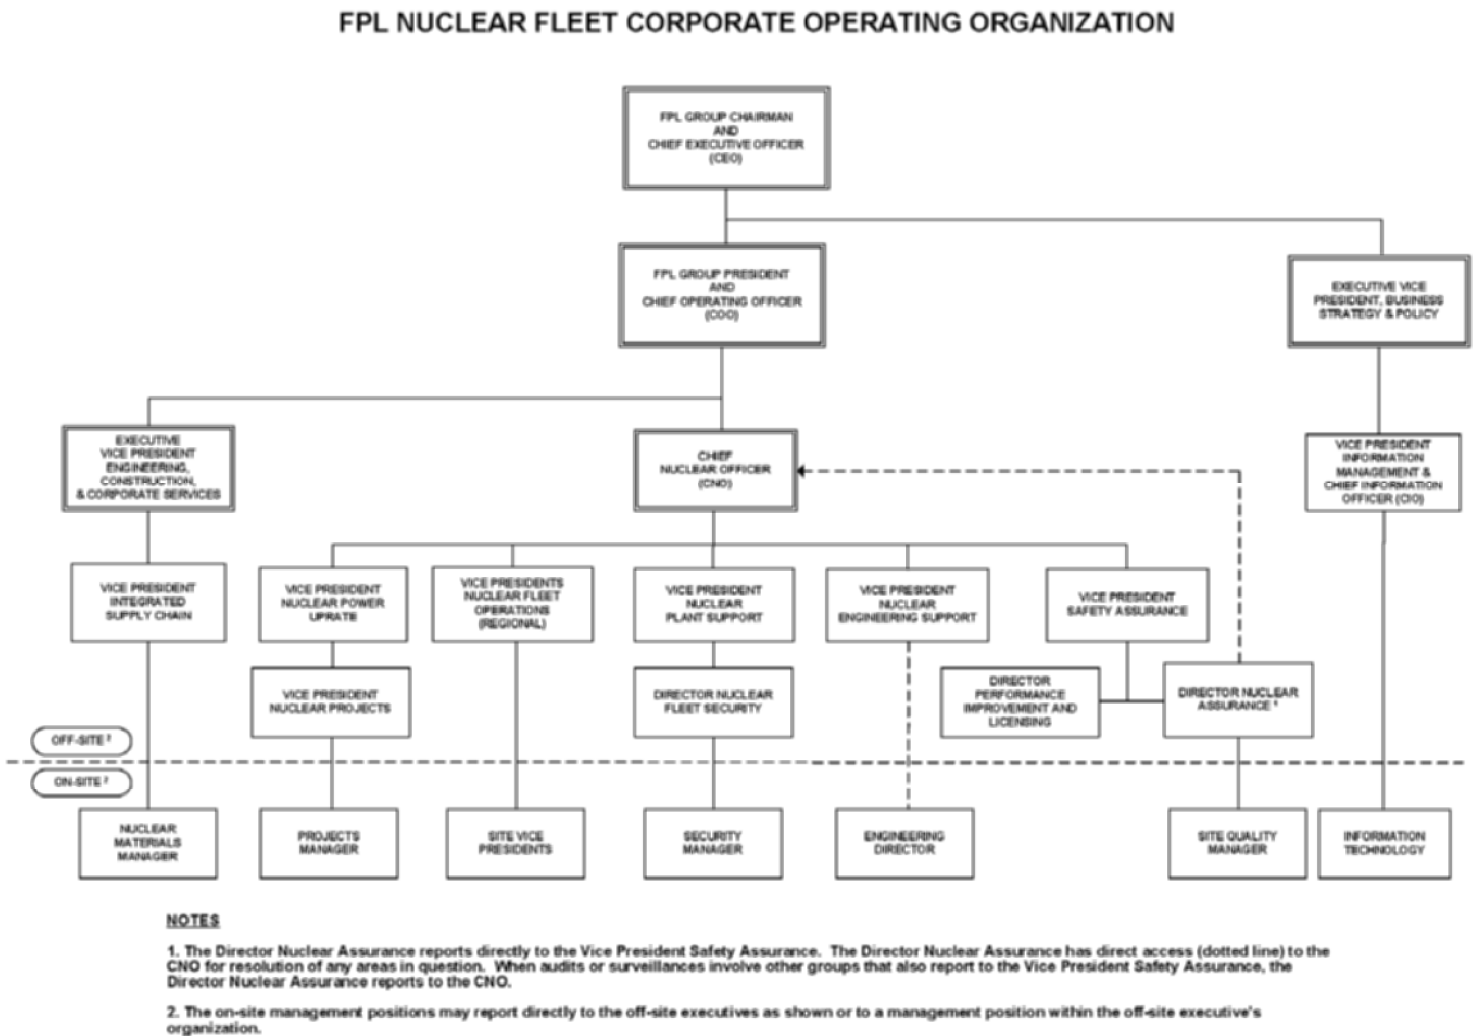 FPL NUCLEAR FLEET CORPORATE OPERATING ORGANIZATION
FPL GROUP CHAIRMAN
AND
CHIEF EXECUTIVE OFFICER
(CEO)
FPL GROUP PRESIDENT
AND
CHIEF OPERATING OFFICER
(COO)
EXECUTIVE VICE
PRESIDENT, BUSINESS
STRATEGY & POLICY
EXECUTIVE
VICE PRESIDENT
ENGINEERING,
CONSTRUCTION,
& CORPORATE SERVICES
CHIEF
NUCLEAR OFFICER
(CNO)
VICE PRESIDENT
INFORMATION
MANAGEMENT &
CHIEF INFORMATION
OFFICER (CIO)
VICE PRESIDENT
INTEGRATED
SUPPLY CHAIN
VICE PRESIDENT
NUCLEAR POWER
UPRATE
VICE PRESIDENTS
NUCLEAR FLEET
OPERATIONS
(REGIONAL)
VICE PRESIDENT
NUCLEAR
PLANT SUPPORT
VICE PRESIDENT
NUCLEAR
ENGINEERING SUPPORT
VICE PRESIDENT
SAFETY ASSURANCE
VICE PRESIDENT
NUCLEAR PROJECTS
DIRECTOR NUCLEAR
FLEET SECURITY
DIRECTOR
PERFORMANCE
IMPROVEMENT AND
LICENSING
DIRECTOR NUCLEAR
ASSURANCE 1
OFF-SITE 2
ON-SITE 2
NUCLEAR
MATERIALS
MANAGER
PROJECTS
MANAGER
SITE VICE
PRESIDENTS
SECURITY
MANAGER
ENGINEERING
DIRECTOR
SITE QUALITY
MANAGER
INFORMATION
TECHNOLOGY
NOTES
1. The Director Nuclear Assurance reports directly to the Vice President Safety Assurance. The Director Nuclear Assurance has direct access (dotted line) to the
CNO for resolution of any areas in question. When audits or surveillances involve other groups that also report to the Vice President Safety Assurance, the
Director Nuclear Assurance reports to the CNO.
2. The on-site management positions may report directly to the off-site executives as shown or to a management position within the off-site executive's
organization.